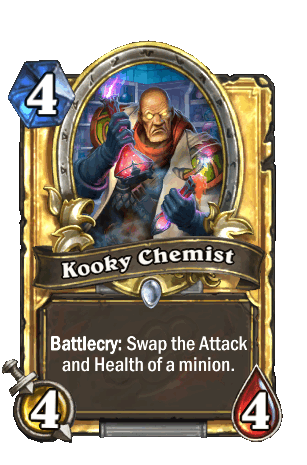 4
Kooky Chemist
Battlecry: Swap the Attack
and Health of a minion.
4
4